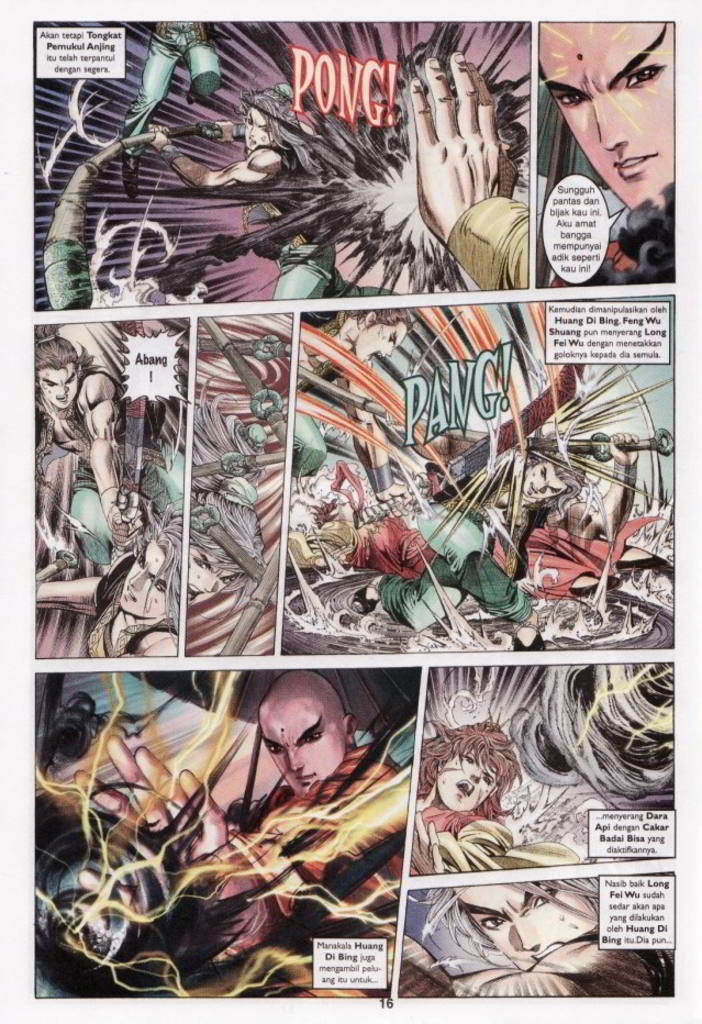 Akan tetapi Tongkat
Pemukul Anjing
itu telah terpantul
dengan segera.
PONG!
Sungguh
pantas dan
bijak kau ini.
Aku amat
bangga
mempunyai
adik seperti
kau ini!
Abang
!
Kemudian dimanipulasikan oleh
Huang Di Bing, Feng Wu
Shuang pun menyerang Long
Fei Wu dengan menetakkan
goloknya kepada dia semula.
PANG!
Manakala Huang
Di Bing juga
mengambil pelu-
ang itu untuk...
...menyerang Dara
Api dengan Cakar
Badai Bisa yang
diaktifkannya.
Nasib baik Long
Fei Wu sudah
sedar akan apa
yang dilakukan
oleh Huang Di
Bing itu.Dia pun...
16